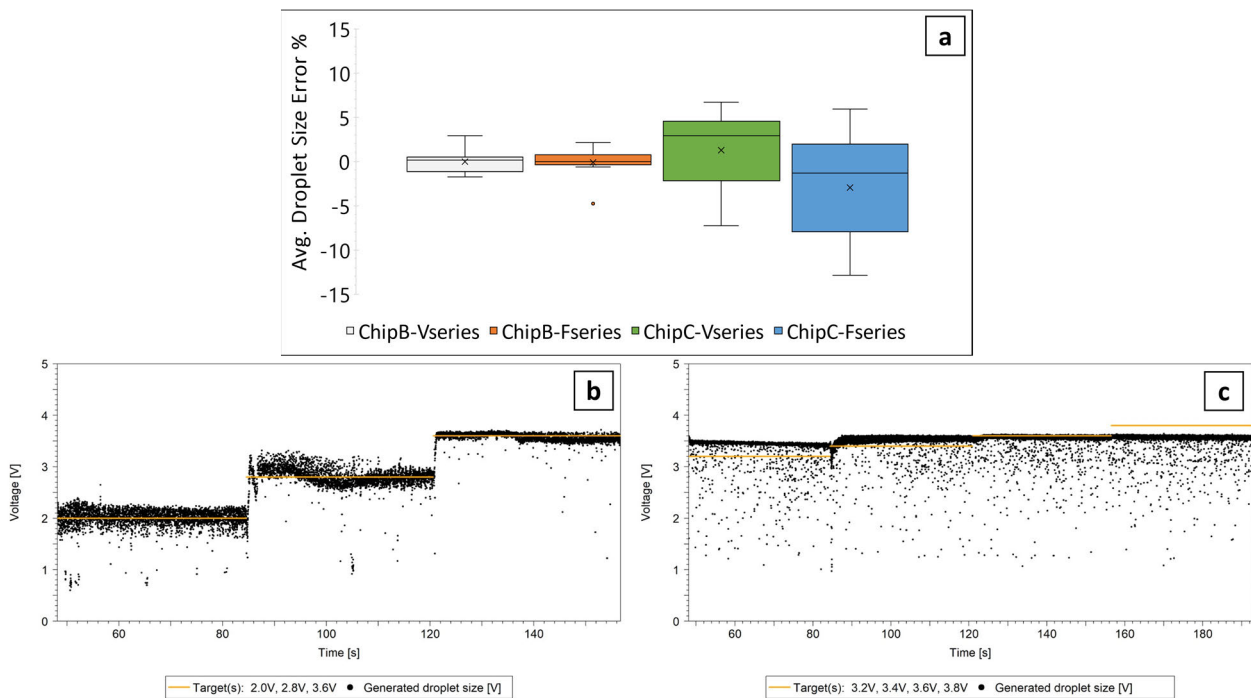 a
Avg. Droplet Size Error %
15
10
5
0
-5
-10
-15
ChipB-Vseries ChipB-Fseries ChipC-Vseries ChipC-Fseries
b
Voltage [V]
5
4
3
2
1
0
60 80 100 120 140
Time [s]
Target(s): 2.0V, 2.8V, 3.6V Generated droplet size [V]
c
Voltage [V]
5
4
3
2
1
0
60 80 100 120 140 160 180
Time [s]
Target(s): 3.2V, 3.4V, 3.6V, 3.8V Generated droplet size [V]